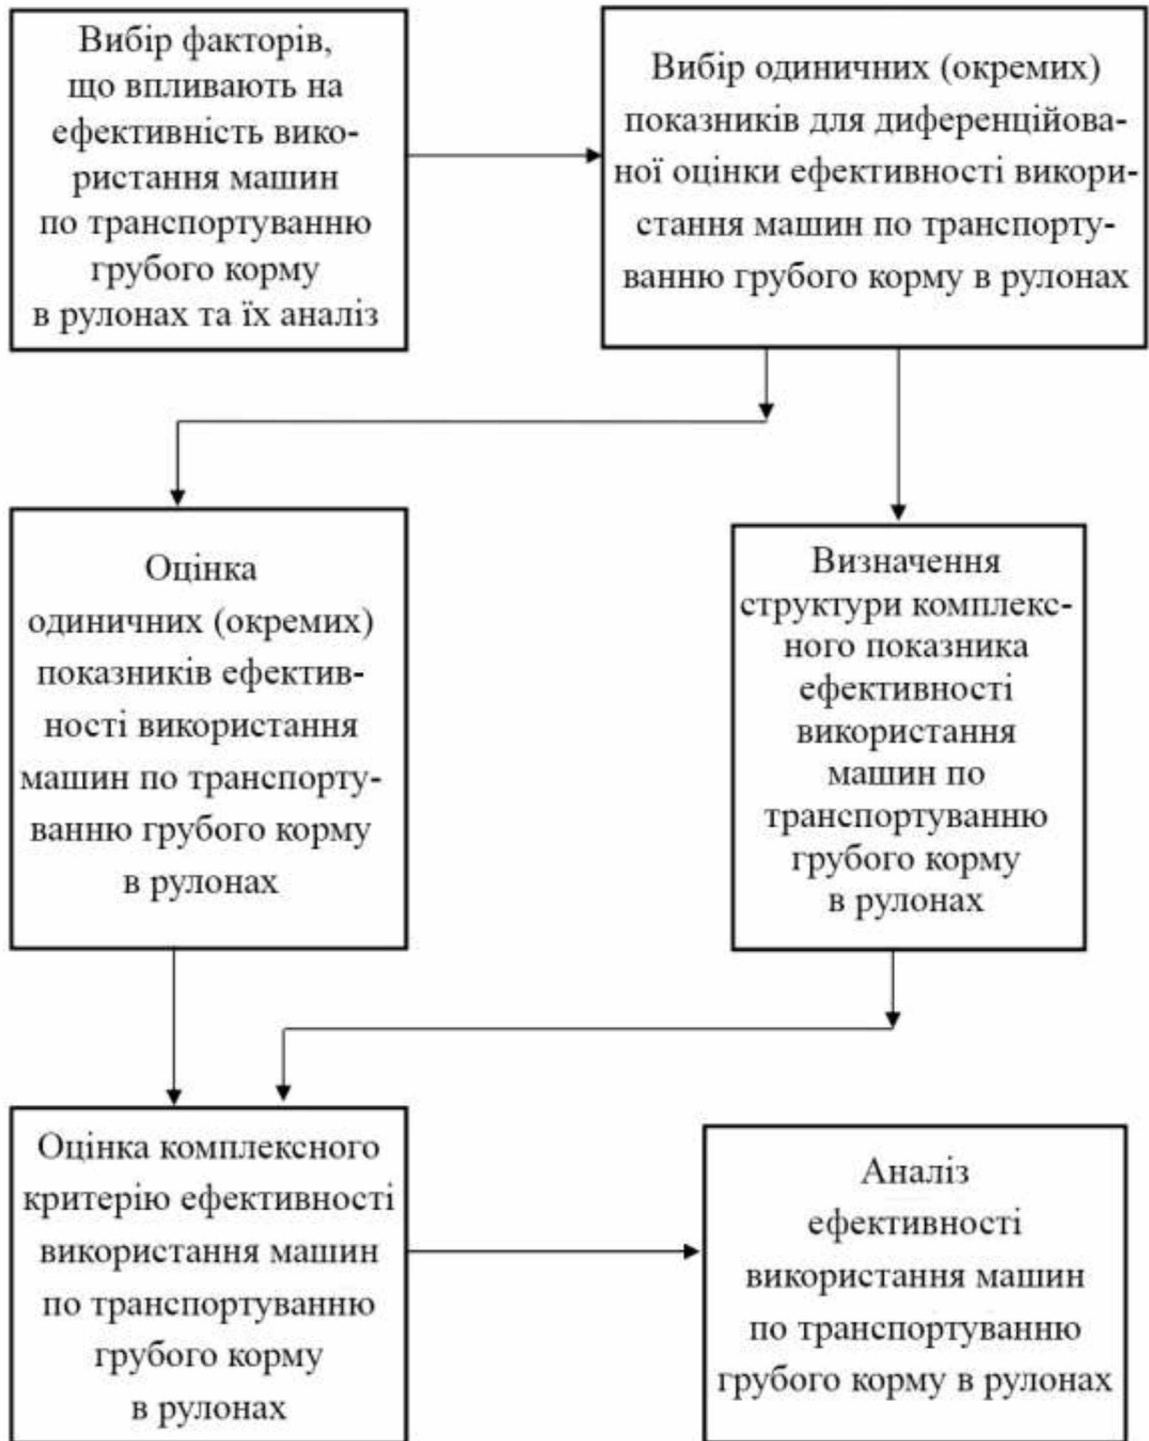 Вибір факторів,
що впливають на
ефективність вико-
ристання машин
по транспортуванню
грубого корму
в рулонах та їх аналіз
Вибір одиничних (окремих)
показників для диференційова-
ної оцінки ефективності викори-
стання машин по транспорту-
ванню грубого корму в рулонах
Оцінка
одиничних (окремих)
показників ефектив-
ності використання
машин по транспорту-
ванню грубого корму
в рулонах
Визначення
структури комплекс-
ного показника
ефективності
використання
машин по
транспортуванню
грубого корму
в рулонах
Оцінка комплексного
критерію ефективності
використання машин
по транспортуванню
грубого корму
в рулонах
Аналіз
ефективності
використання машин
по транспортуванню
грубого корму в рулонах